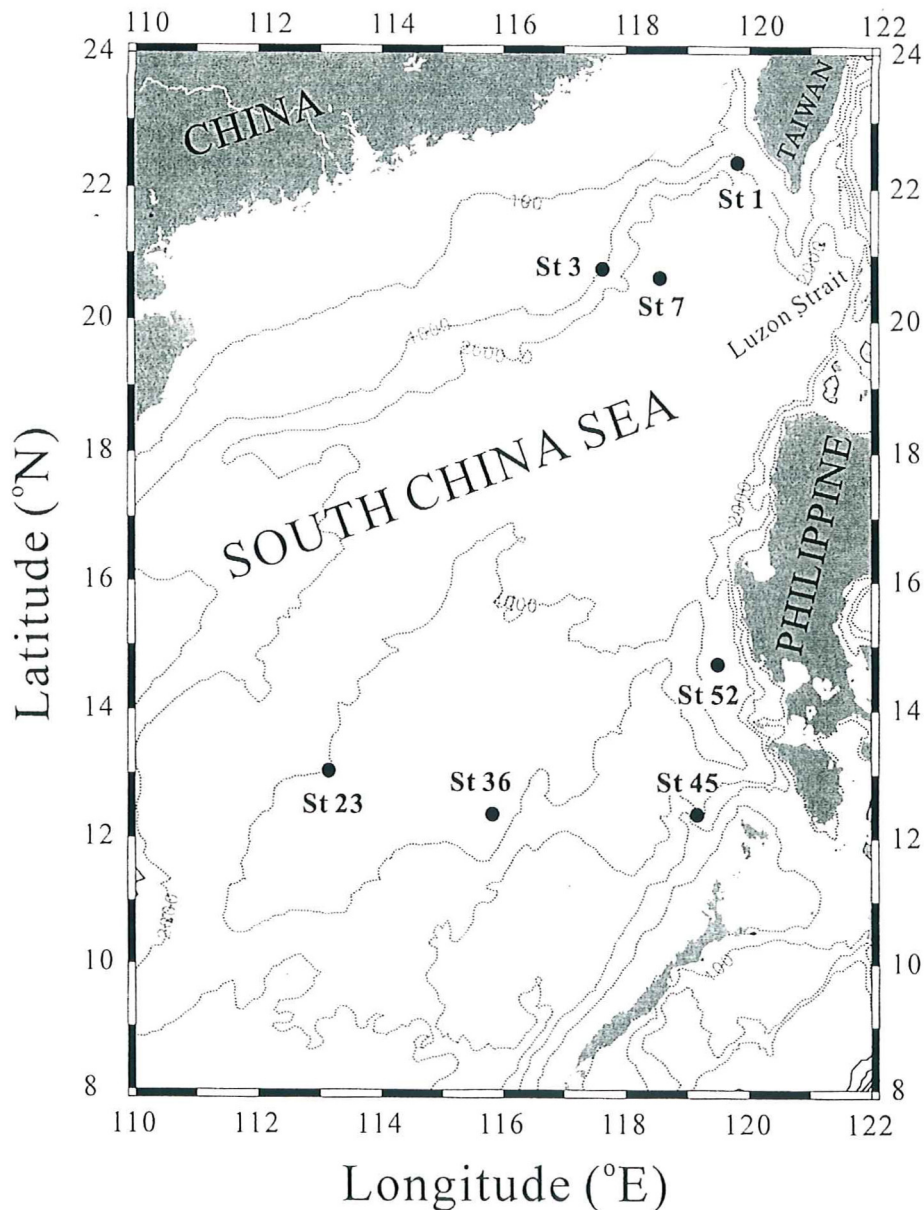 110 112 114 116 118 120 122
24 24
CHINA
TAIWAN
22 22
St 1
100
St 3
St 7
2000
20 20
Luzon Strait
1000
2000
SOUTH CHINA SEA
18 18
2000
PHILIPPINE
16 16
St 52
14 14
St 23
St 36
St 45
12 12
10 10
100
8 8
110 112 114 116 118 120 122
Latitude (°N)
Longitude (°E)